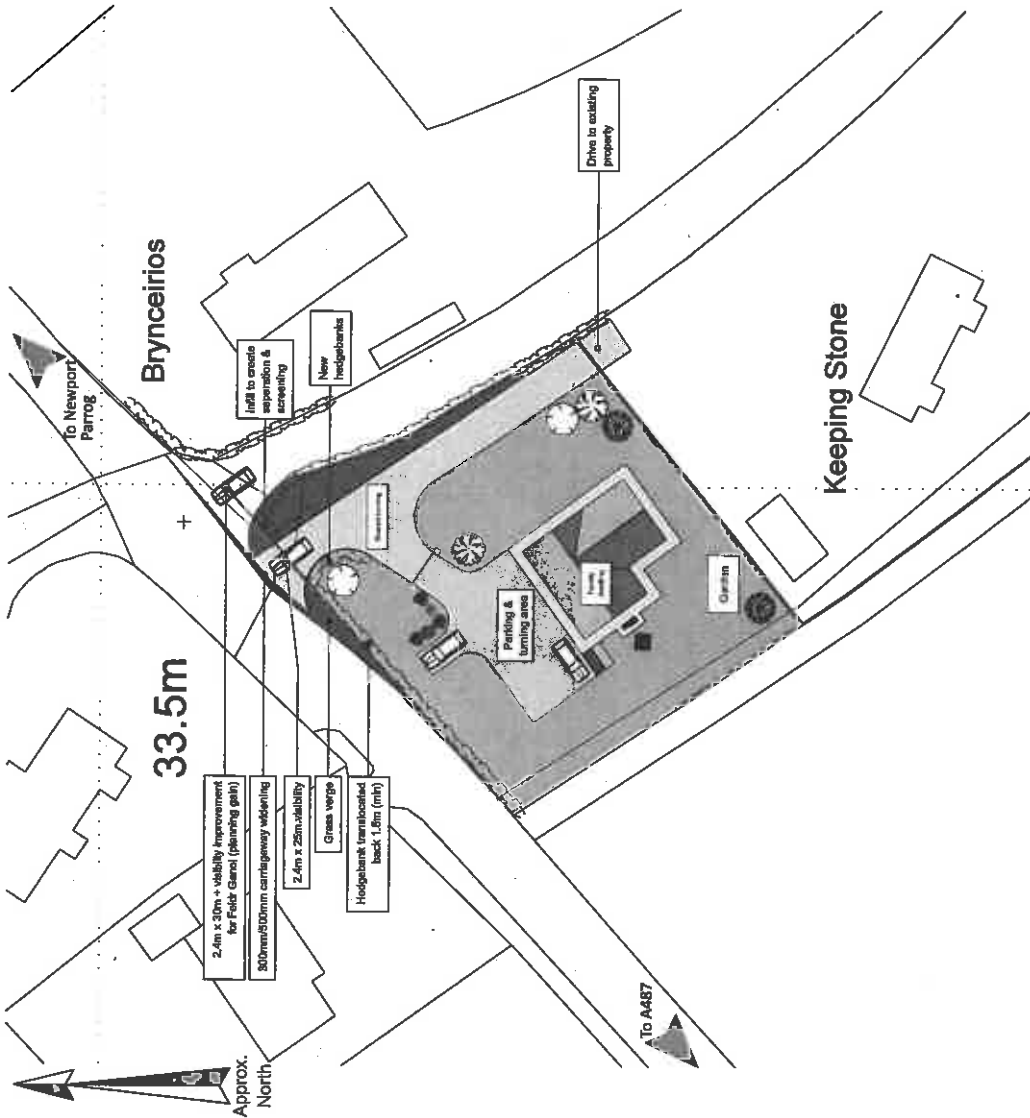 To Newport
Parrog
Brynceirios
Infill to create
separation &
screening
New
hedgebanks
Drive to existing
property
33.5m
2.4m x 30m + visibility improvement
for Feidr Ganol (planning gain)
300mm/500mm carriageway widening
2.4m x 25m visibility
Grass verge
Hedgebank translocated
back 1.8m (min)
Parking &
turning area
Garden
Keeping Stone
To A487
Approx.
North